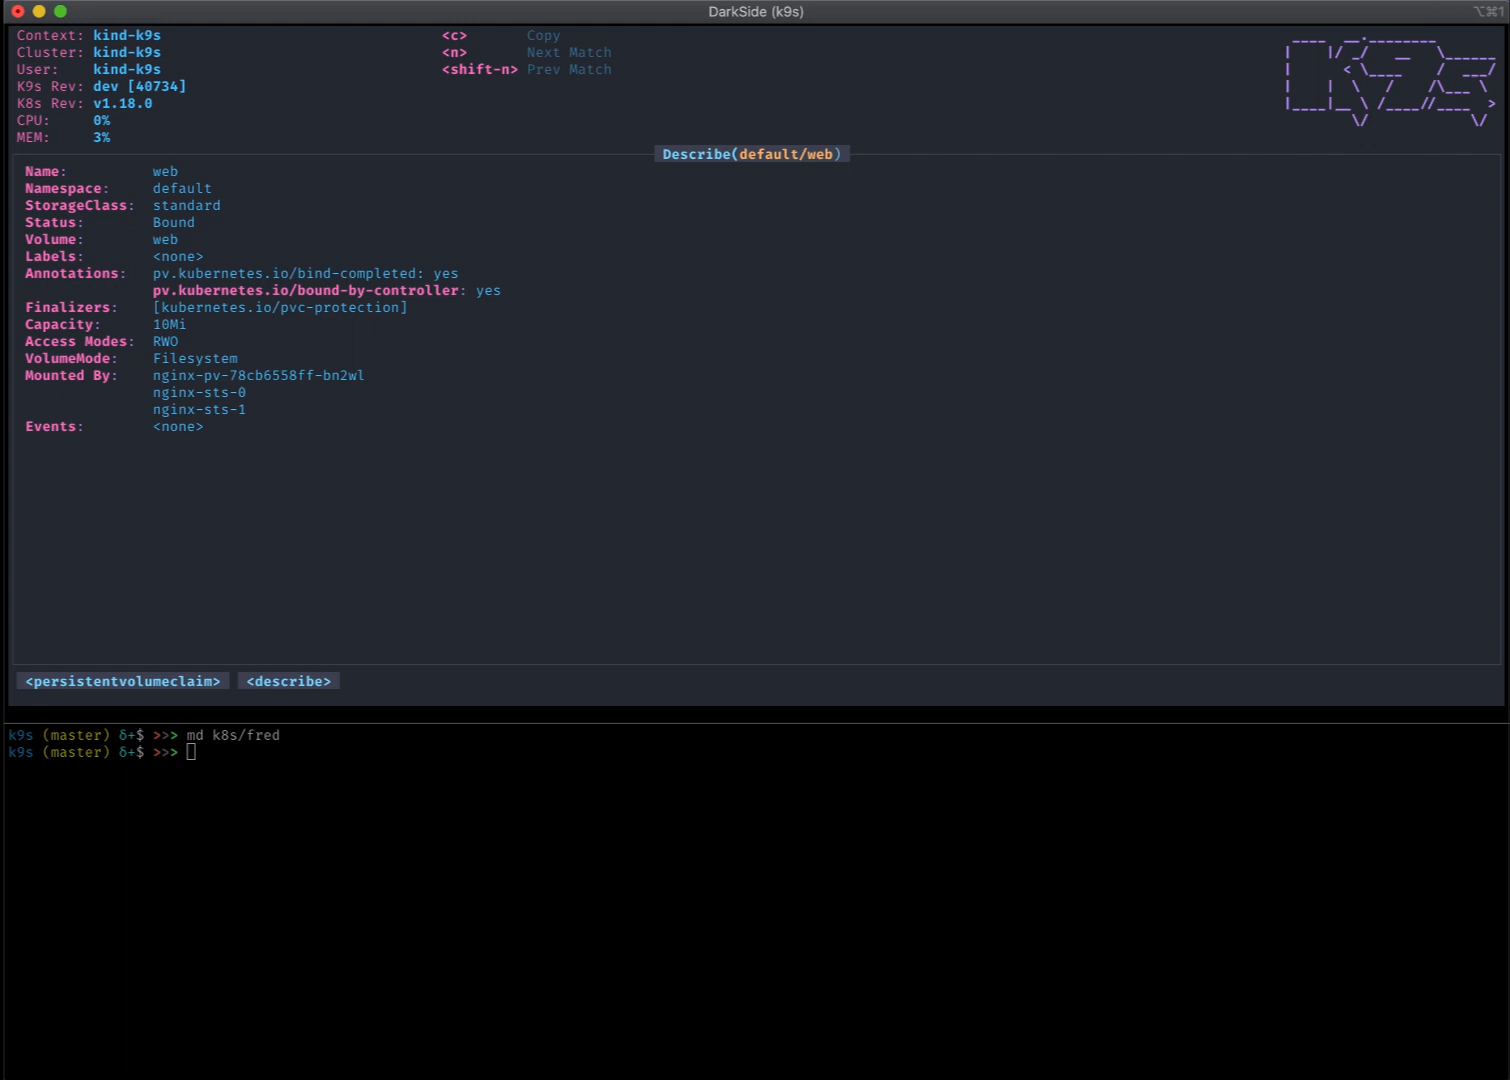 DarkSide (k9s)
⌥⌘1
Context: kind-k9s
Cluster: kind-k9s
User: kind-k9s
K9s Rev: dev [40734]
K8s Rev: v1.18.0
CPU: 0%
MEM: 3%
<c> Copy
<n> Next Match
<shift-n> Prev Match
K9s
Describe(default/web)
Name: web
Namespace: default
StorageClass: standard
Status: Bound
Volume: web
Labels: <none>
Annotations: pv.kubernetes.io/bind-completed: yes
pv.kubernetes.io/bound-by-controller: yes
Finalizers: [kubernetes.io/pvc-protection]
Capacity: 10Mi
Access Modes: RWO
VolumeMode: Filesystem
Mounted By: nginx-pv-78cb6558ff-bn2wl
nginx-sts-0
nginx-sts-1
Events: <none>
<persistentvolumeclaim> <describe>
k9s (master) δ+$ >>> md k8s/fred
k9s (master) δ+$ >>>